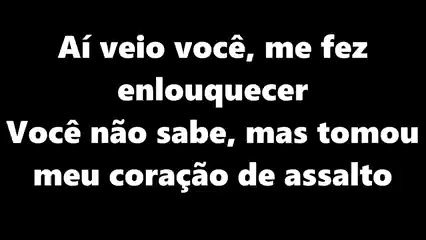 Aí veio você, me fez
enlouquecer
Você não sabe, mas tomou
meu coração de assalto